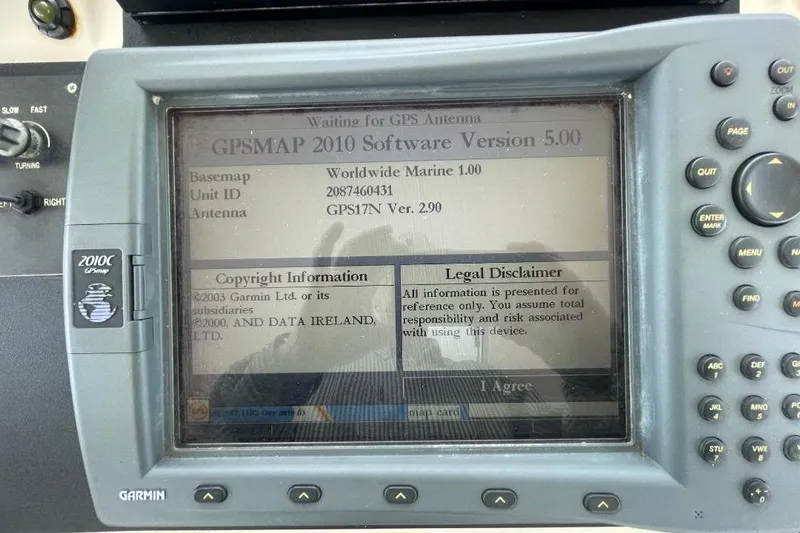 Waiting for GPS Antenna
GPSMAP 2010 Software Version 5.00
Basemap Worldwide Marine 1.00
Unit ID 2087460431
Antenna GPS17N Ver. 2.90
Copyright Information
©2003 Garmin Ltd. or its
subsidiaries
©2000, AND DATA IRELAND,
LTD.
Legal Disclaimer
All information is presented for
reference only. You assume total
responsibility and risk associated
with using this device.
I Agree
map card
SLOW FAST
TURNING
RIGHT
2010C
GPSmap
GARMIN
OUT
ZOOM
IN
PAGE
QUIT
ENTER
MARK
MENU
FIND
ABC
1
DEF
2
JKL
4
MNO
5
STU
7
VWX
8
0